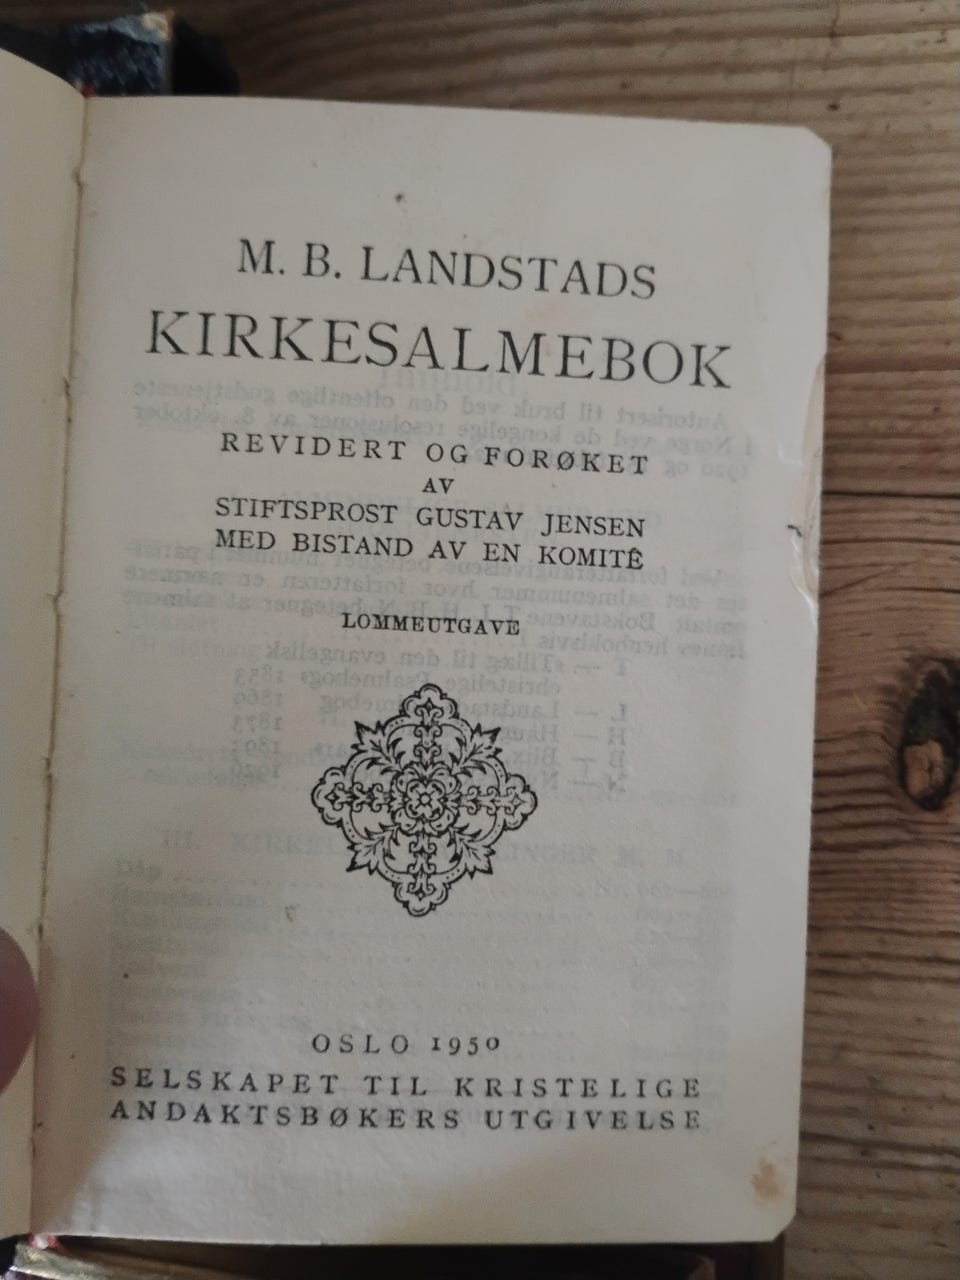 M. B. LANDSTADS
KIRKESALMEBOK
REVIDERT OG FORØKET
AV
STIFTSPROST GUSTAV JENSEN
MED BISTAND AV EN KOMITÊ
LOMMEUTGAVE
OSLO 1950
SELSKAPET TIL KRISTELIGE
ANDAKTSBØKERS UTGIVELSE